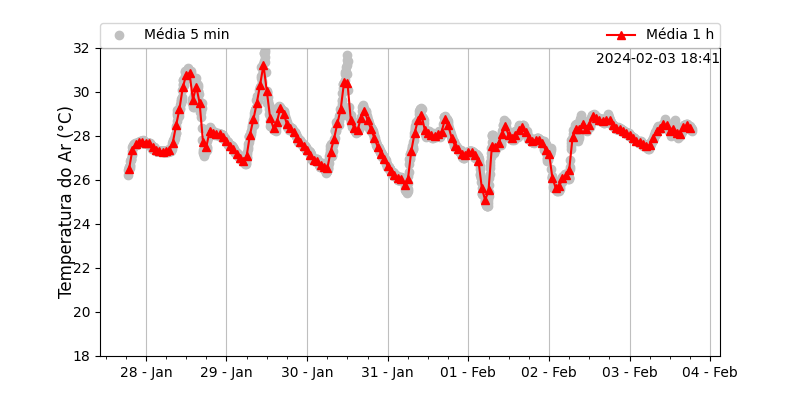 Média 5 min
Média 1 h
2024-02-03 18:41
Temperatura do Ar (°C)
32
30
28
26
24
22
20
18
28 - Jan
29 - Jan
30 - Jan
31 - Jan
01 - Feb
02 - Feb
03 - Feb
04 - Feb